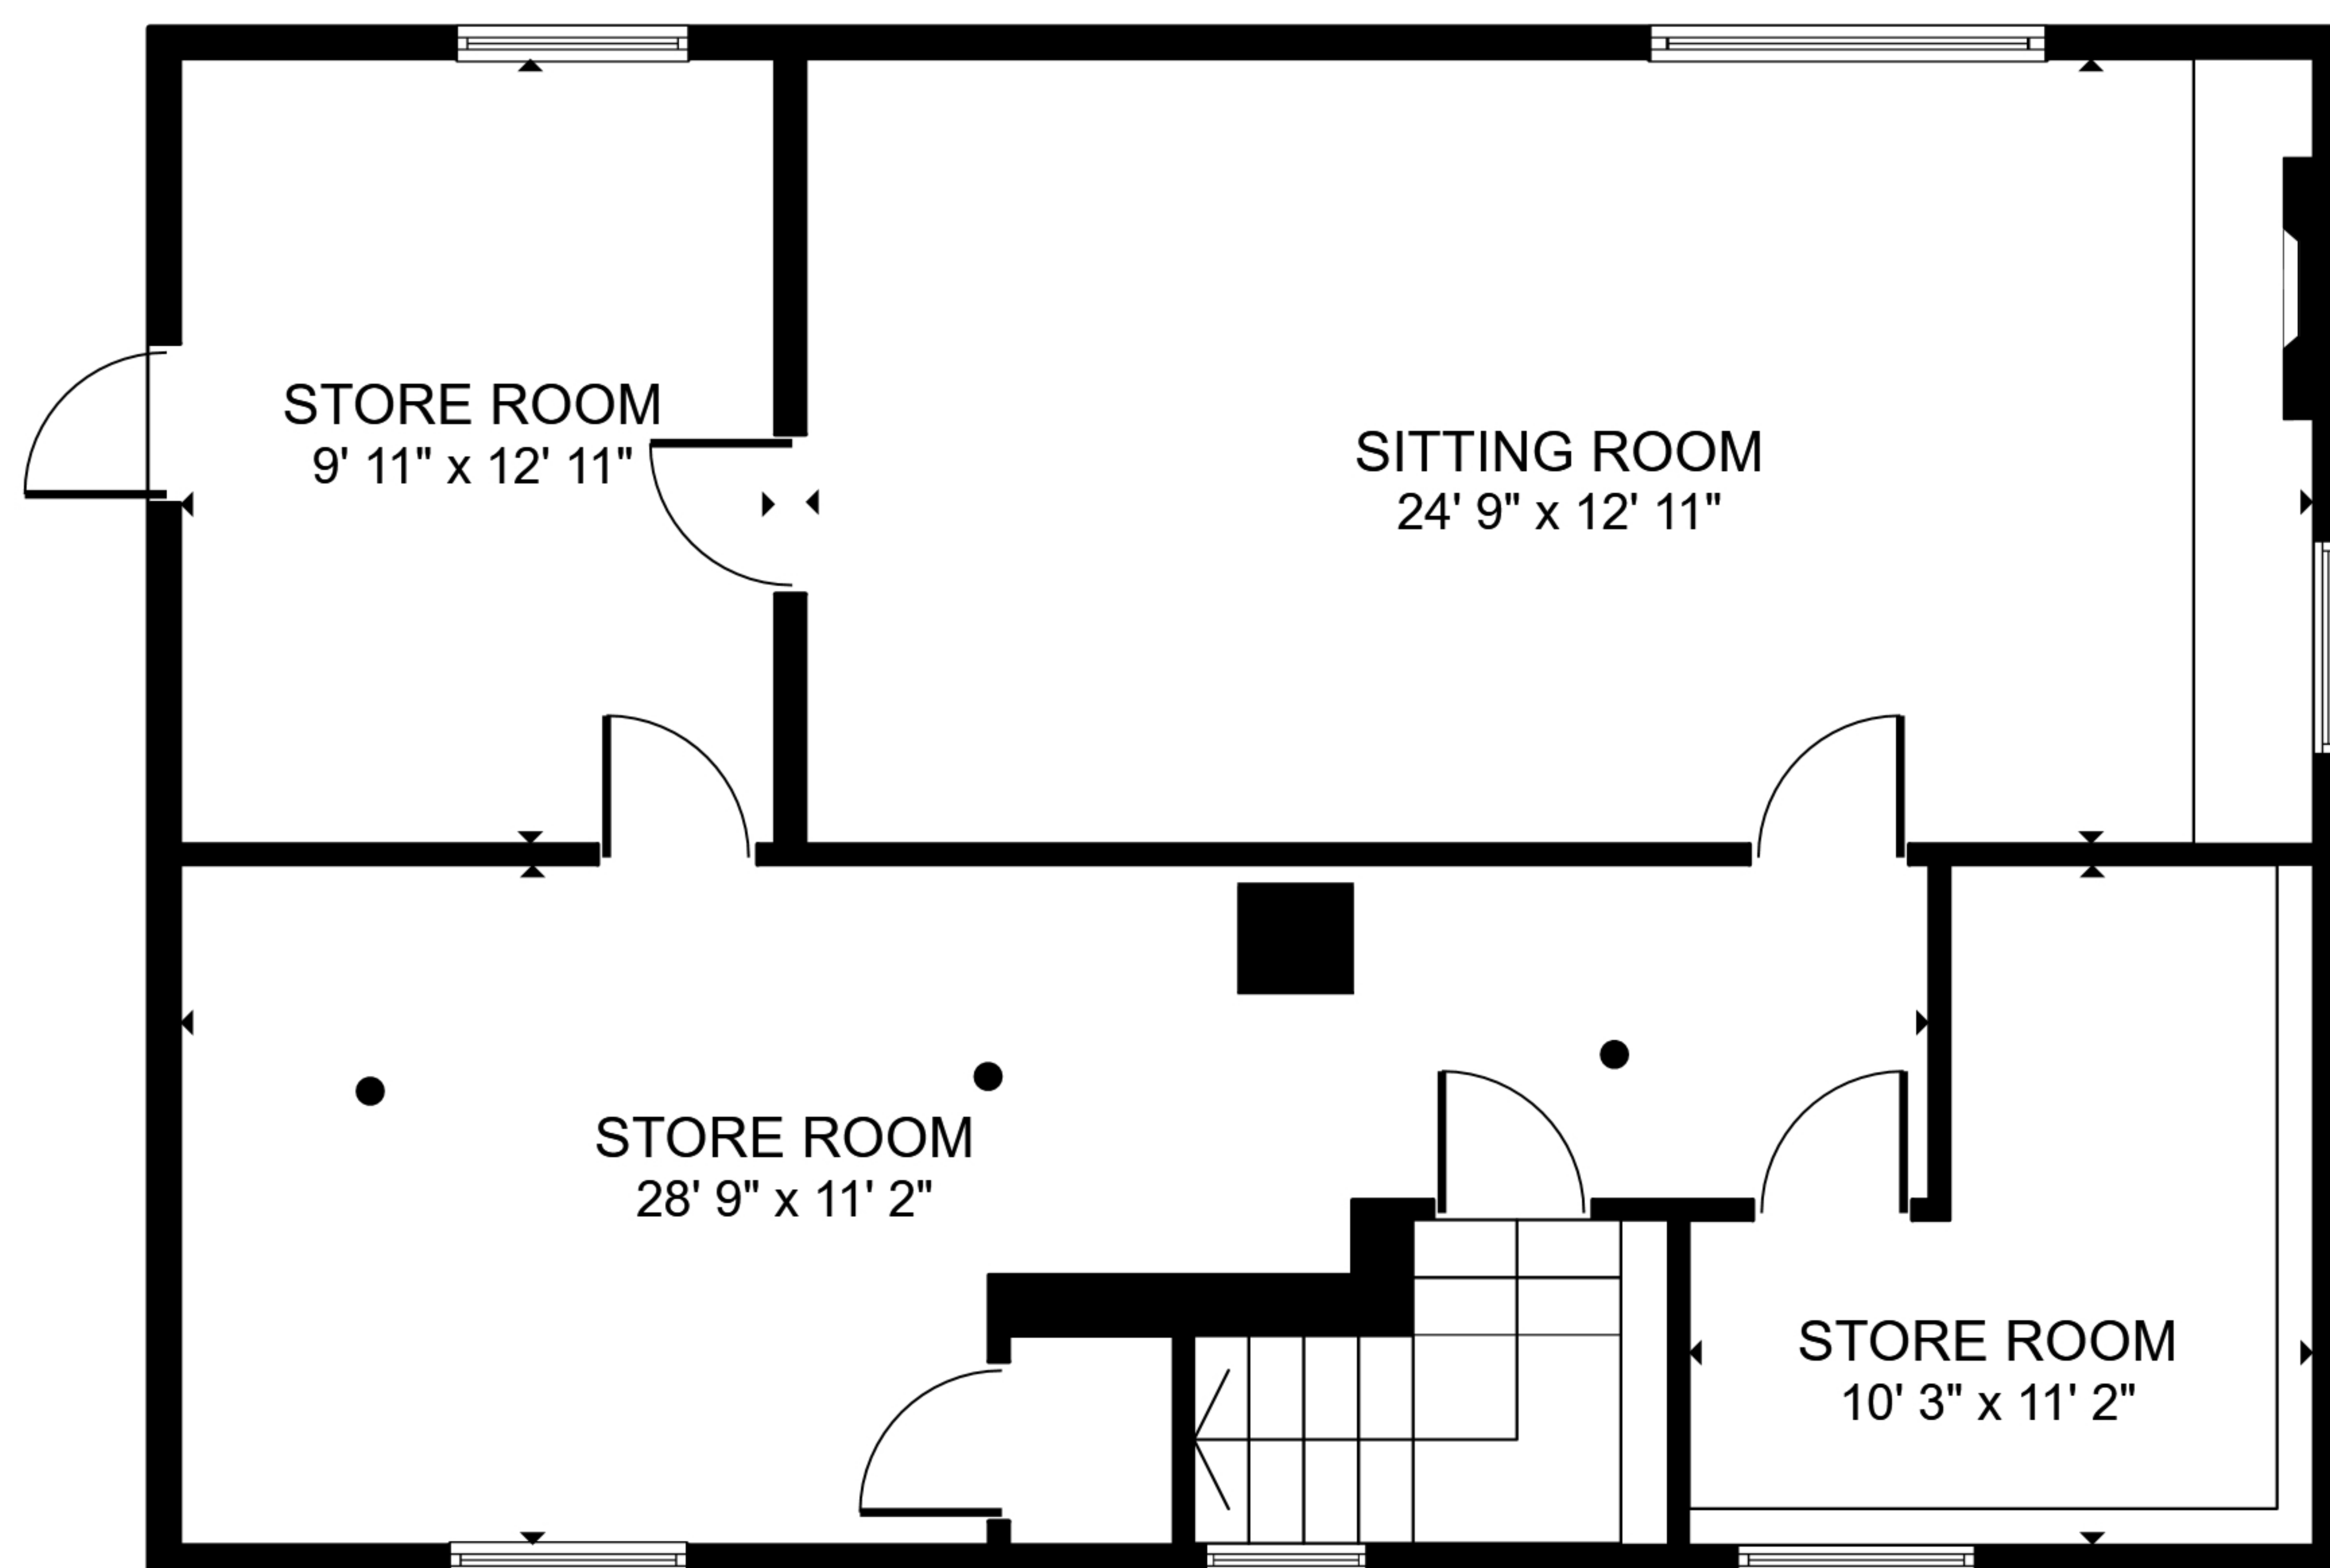 STORE ROOM
9' 11" x 12' 11"
SITTING ROOM
24' 9" x 12' 11"
STORE ROOM
28' 9" x 11' 2"
STORE ROOM
10' 3" x 11' 2"